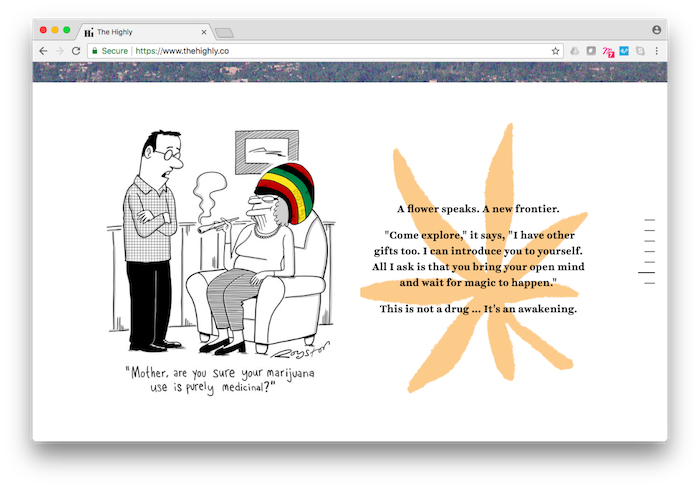 Hi The Highly
Secure https://www.thehighly.co
7
A flower speaks. A new frontier.
"Come explore," it says, "I have other
gifts too. I can introduce you to yourself.
All I ask is that you bring your open mind
and wait for magic to happen."
This is not a drug ... It's an awakening.
Royston
"Mother, are you sure your marijuana
use is purely medicinal?"